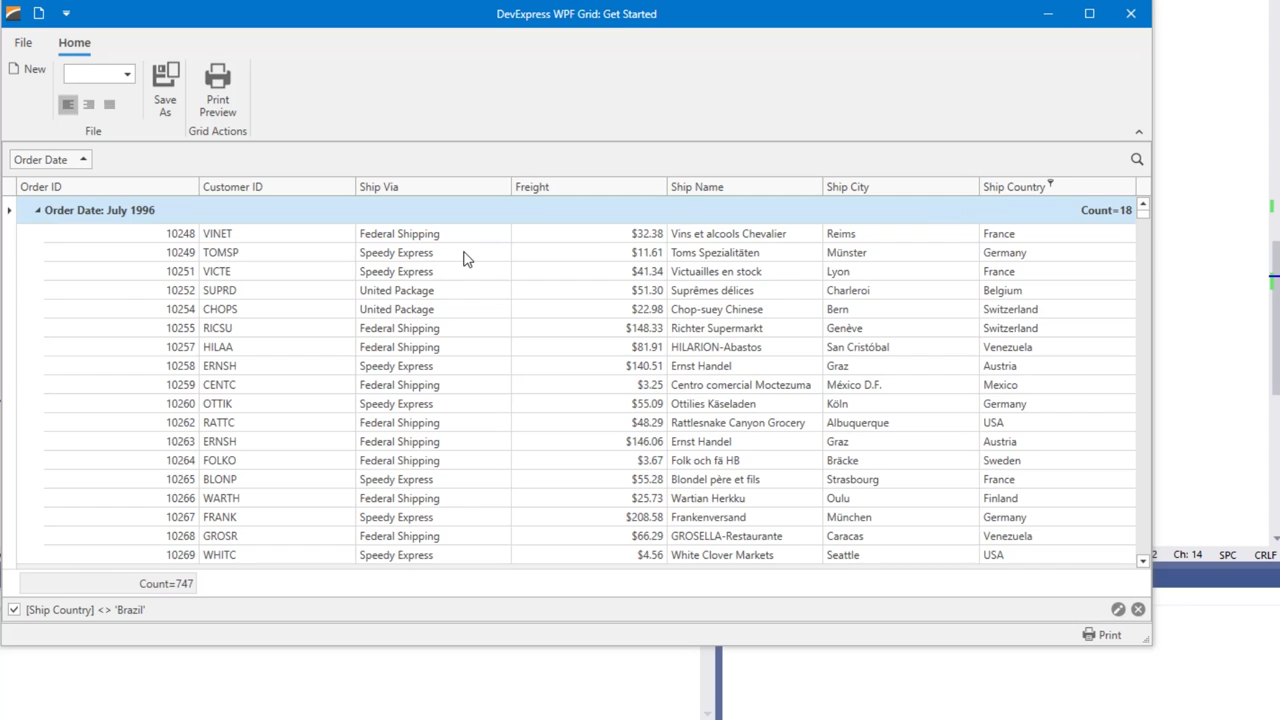 DevExpress WPF Grid: Get Started
File Home
New
Save As
Print Preview
File Grid Actions
Order Date
Order ID Customer ID Ship Via Freight Ship Name Ship City Ship Country
Order Date: July 1996 Count=18
10248 VINET Federal Shipping $32.38 Vins et alcools Chevalier Reims France
10249 TOMSP Speedy Express $11.61 Toms Spezialitäten Münster Germany
10251 VICTE Speedy Express $41.34 Victuailles en stock Lyon France
10252 SUPRD United Package $51.30 Suprêmes délices Charleroi Belgium
10254 CHOPS United Package $22.98 Chop-suey Chinese Bern Switzerland
10255 RICSU Federal Shipping $148.33 Richter Supermarkt Genève Switzerland
10257 HILAA Federal Shipping $81.91 HILARION-Abastos San Cristóbal Venezuela
10258 ERNSH Speedy Express $140.51 Ernst Handel Graz Austria
10259 CENTC Federal Shipping $3.25 Centro comercial Moctezuma México D.F. Mexico
10260 OTTIK Speedy Express $55.09 Ottilies Käseladen Köln Germany
10262 RATTC Federal Shipping $48.29 Rattlesnake Canyon Grocery Albuquerque USA
10263 ERNSH Federal Shipping $146.06 Ernst Handel Graz Austria
10264 FOLKO Federal Shipping $3.67 Folk och fä HB Bräcke Sweden
10265 BLONP Speedy Express $55.28 Blondel père et fils Strasbourg France
10266 WARTH Federal Shipping $25.73 Wartian Herkku Oulu Finland
10267 FRANK Speedy Express $208.58 Frankenversand München Germany
10268 GROSR Federal Shipping $66.29 GROSELLA-Restaurante Caracas Venezuela
10269 WHITC Speedy Express $4.56 White Clover Markets Seattle USA
2 Ch: 14 SPC CRLF
Count=747
[Ship Country] <> 'Brazil'
Print